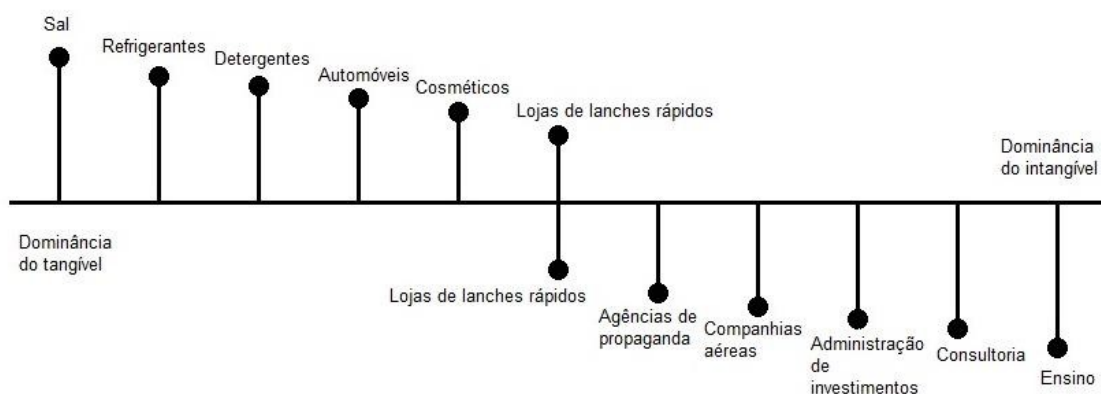 Sal
Refrigerantes
Detergentes
Automóveis
Cosméticos
Lojas de lanches rápidos
Dominância
do intangível
Dominância
do tangível
Lojas de lanches rápidos
Agências de
propaganda
Companhias
aéreas
Administração
de
investimentos
Consultoria
Ensino